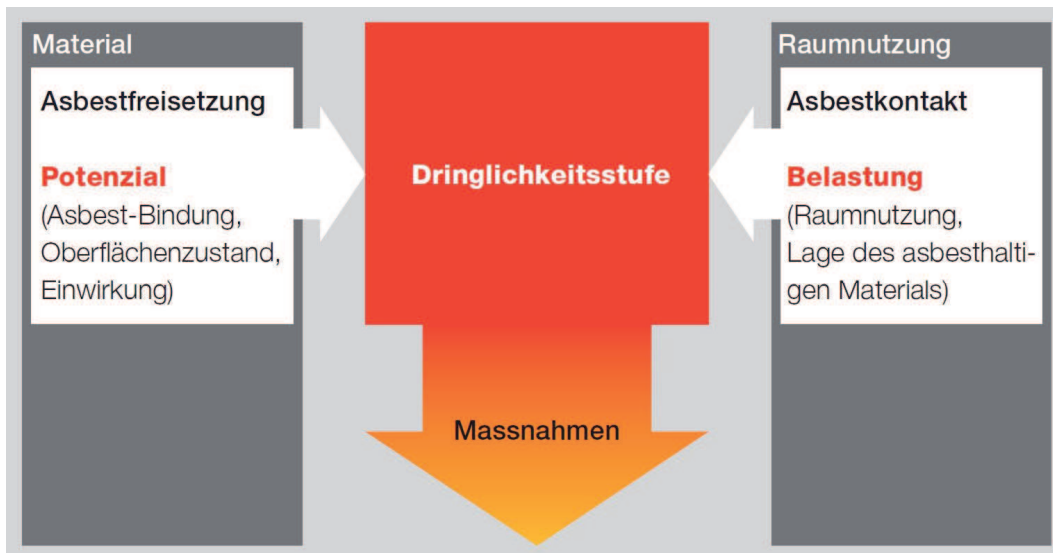 Material
Asbestfreisetzung
Potenzial
(Asbest-Bindung,
Oberflächenzustand,
Einwirkung)
Dringlichkeitsstufe
Massnahmen
Raumnutzung
Asbestkontakt
Belastung
(Raumnutzung,
Lage des asbesthalti-
gen Materials)